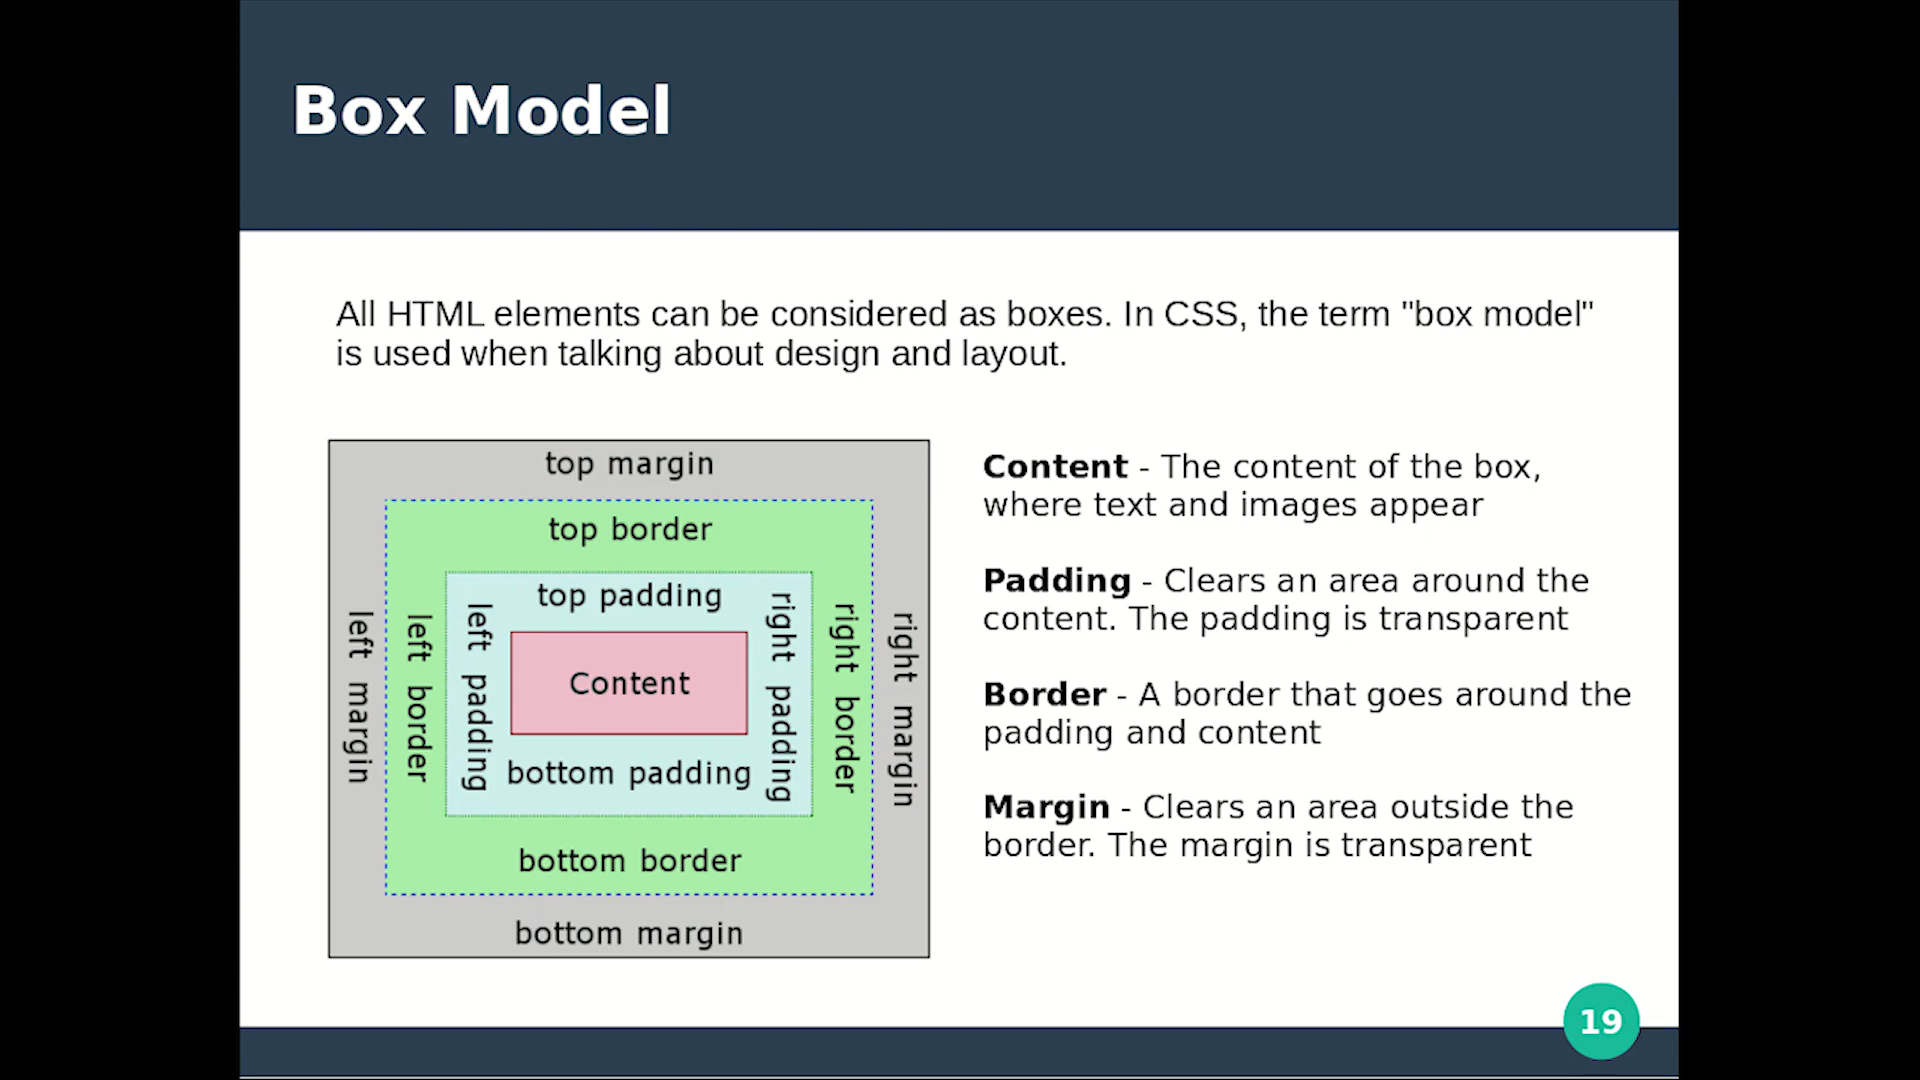 Box Model
All HTML elements can be considered as boxes. In CSS, the term "box model"
is used when talking about design and layout.
top margin
top border
top padding
left margin
left border
left padding
Content
right padding
right border
right margin
bottom padding
bottom border
bottom margin
Content - The content of the box,
where text and images appear
Padding - Clears an area around the
content. The padding is transparent
Border - A border that goes around the
padding and content
Margin - Clears an area outside the
border. The margin is transparent
19